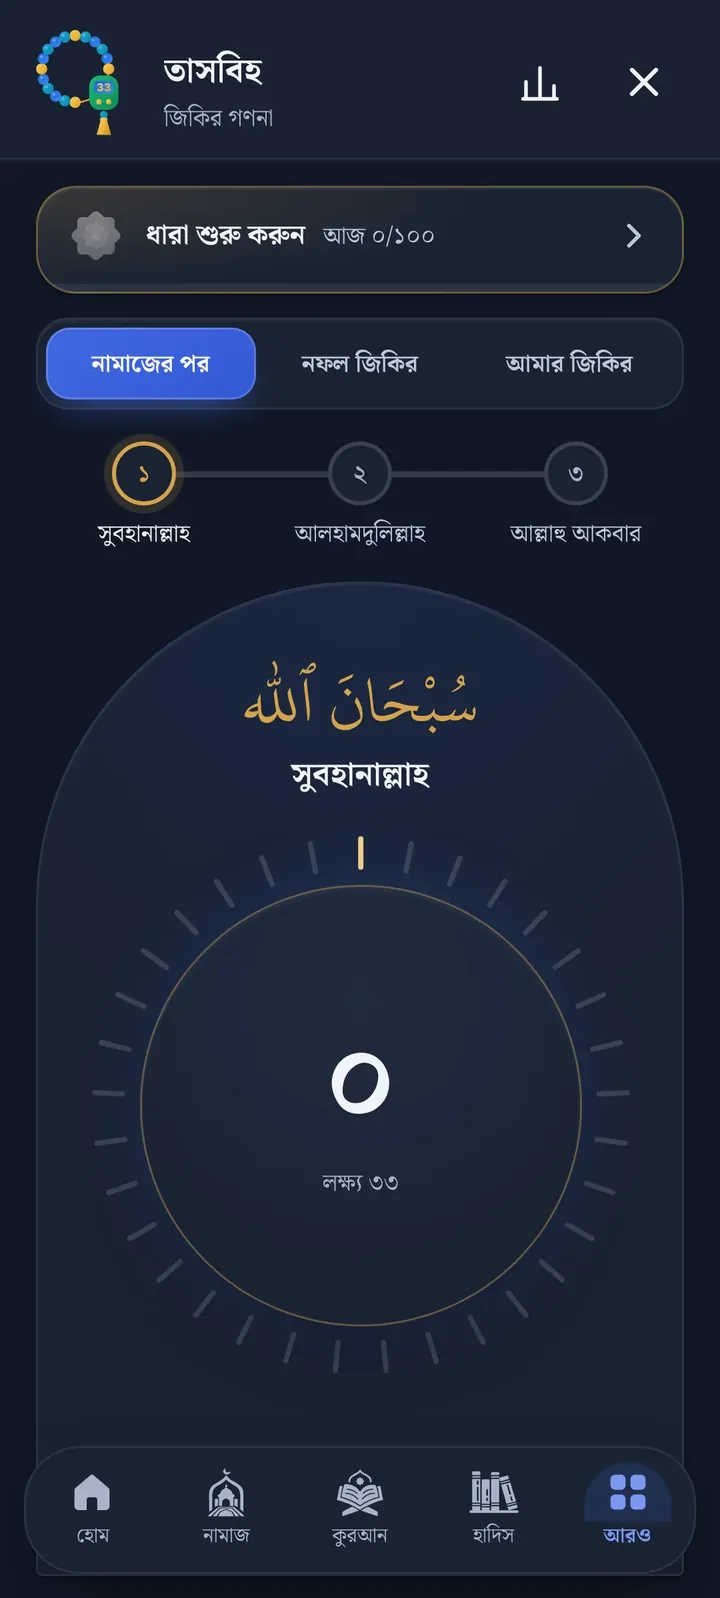 33
তাসবিহ
জিকির গণনা
ধারা শুরু করুন আজ ০/১০০
নামাজের পর নফল জিকির আমার জিকির
১ ২ ৩
সুবহানাল্লাহ আলহামদুলিল্লাহ আল্লাহু আকবার
سُبْحَانَ ٱللّٰه
সুবহানাল্লাহ
০
লক্ষ্য ৩৩
হোম নামাজ কুরআন হাদিস আরও